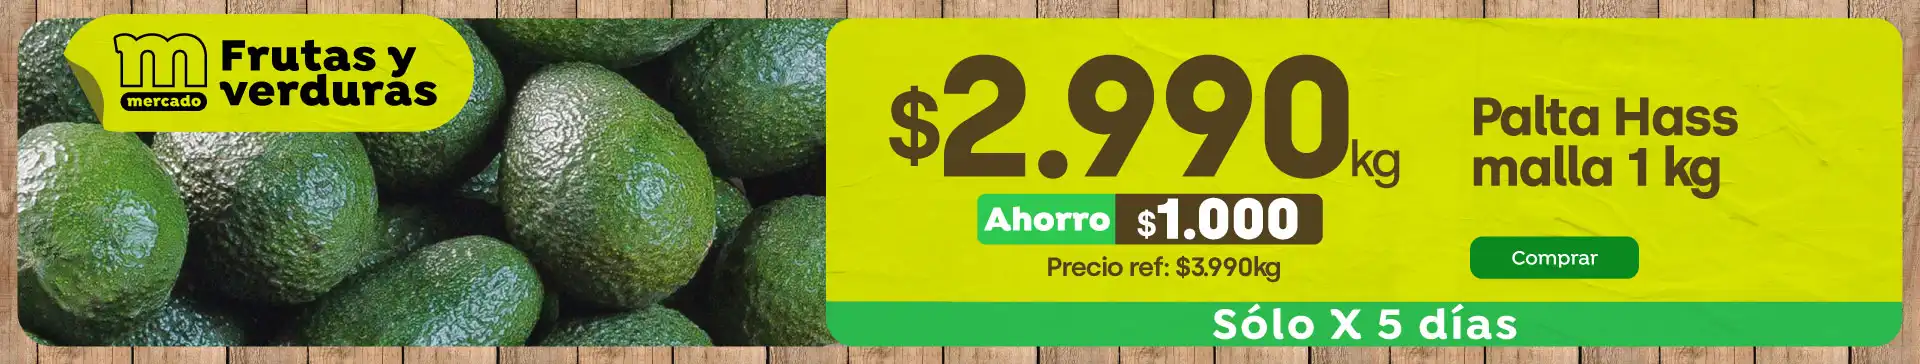 m
mercado
Frutas y
verduras
$2.990kg
Ahorro $1.000
Precio ref: $3.990kg
Palta Hass
malla 1 kg
Comprar
Sólo X 5 días